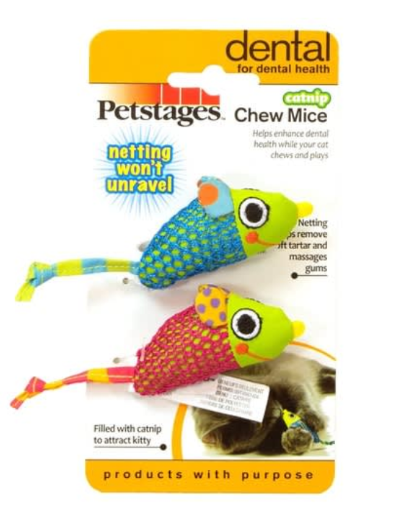 dental
for dental health
Petstages
catnip
Chew Mice
Helps enhance dental
health while your cat
chews and plays
netting
won't
unravel
Netting
remove
tartar and
massages
gums
Filled with catnip
to attract kitty
products with purpose